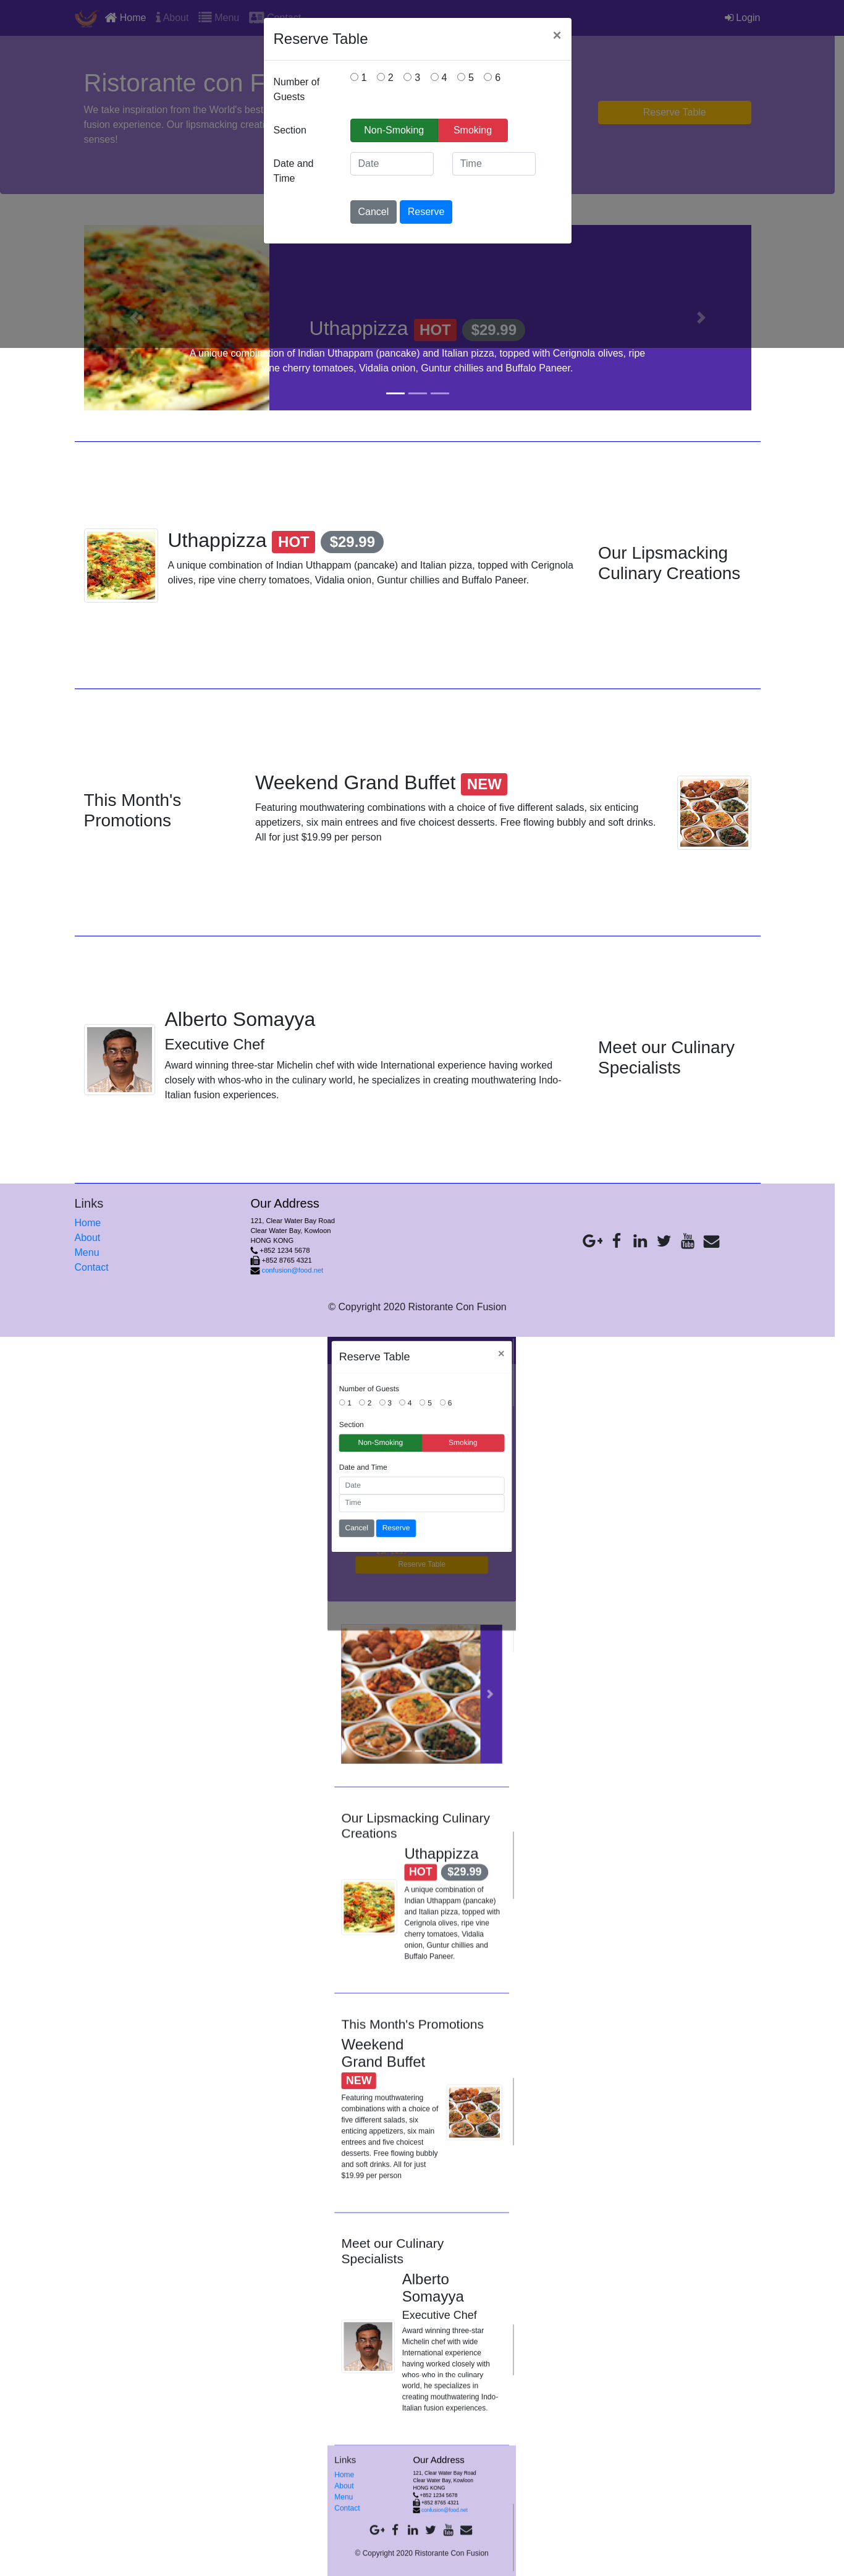 Home About Menu Contact Login
Reserve Table ×
Ristorante con F
We take inspiration from the World's best
fusion experience. Our lipsmacking creati
senses!
Reserve Table
Number of
Guests
1 2 3 4 5 6
Section
Non-Smoking Smoking
Date and
Time
Date Time
Cancel Reserve
Uthappizza HOT $29.99
A unique combination of Indian Uthappam (pancake) and Italian pizza, topped with Cerignola olives, ripe
ne cherry tomatoes, Vidalia onion, Guntur chillies and Buffalo Paneer.
Uthappizza HOT $29.99
A unique combination of Indian Uthappam (pancake) and Italian pizza, topped with Cerignola
olives, ripe vine cherry tomatoes, Vidalia onion, Guntur chillies and Buffalo Paneer.
Our Lipsmacking
Culinary Creations
This Month's
Promotions
Weekend Grand Buffet NEW
Featuring mouthwatering combinations with a choice of five different salads, six enticing
appetizers, six main entrees and five choicest desserts. Free flowing bubbly and soft drinks.
All for just $19.99 per person
Alberto Somayya
Executive Chef
Award winning three-star Michelin chef with wide International experience having worked
closely with whos-who in the culinary world, he specializes in creating mouthwatering Indo-
Italian fusion experiences.
Meet our Culinary
Specialists
Links
Home
About
Menu
Contact
Our Address
121, Clear Water Bay Road
Clear Water Bay, Kowloon
HONG KONG
+852 1234 5678
+852 8765 4321
confusion@food.net
© Copyright 2020 Ristorante Con Fusion
Reserve Table ×
Number of Guests
1 2 3 4 5 6
Section
Non-Smoking Smoking
Date and Time
Date
Time
Cancel Reserve
Reserve Table
Our Lipsmacking Culinary
Creations
Uthappizza
HOT $29.99
A unique combination of
Indian Uthappam (pancake)
and Italian pizza, topped with
Cerignola olives, ripe vine
cherry tomatoes, Vidalia
onion, Guntur chillies and
Buffalo Paneer.
This Month's Promotions
Weekend
Grand Buffet
NEW
Featuring mouthwatering
combinations with a choice of
five different salads, six
enticing appetizers, six main
entrees and five choicest
desserts. Free flowing bubbly
and soft drinks. All for just
$19.99 per person
Meet our Culinary
Specialists
Alberto
Somayya
Executive Chef
Award winning three-star
Michelin chef with wide
International experience
having worked closely with
whos-who in the culinary
world, he specializes in
creating mouthwatering Indo-
Italian fusion experiences.
Links
Home
About
Menu
Contact
Our Address
121, Clear Water Bay Road
Clear Water Bay, Kowloon
HONG KONG
+852 1234 5678
+852 8765 4321
confusion@food.net
© Copyright 2020 Ristorante Con Fusion